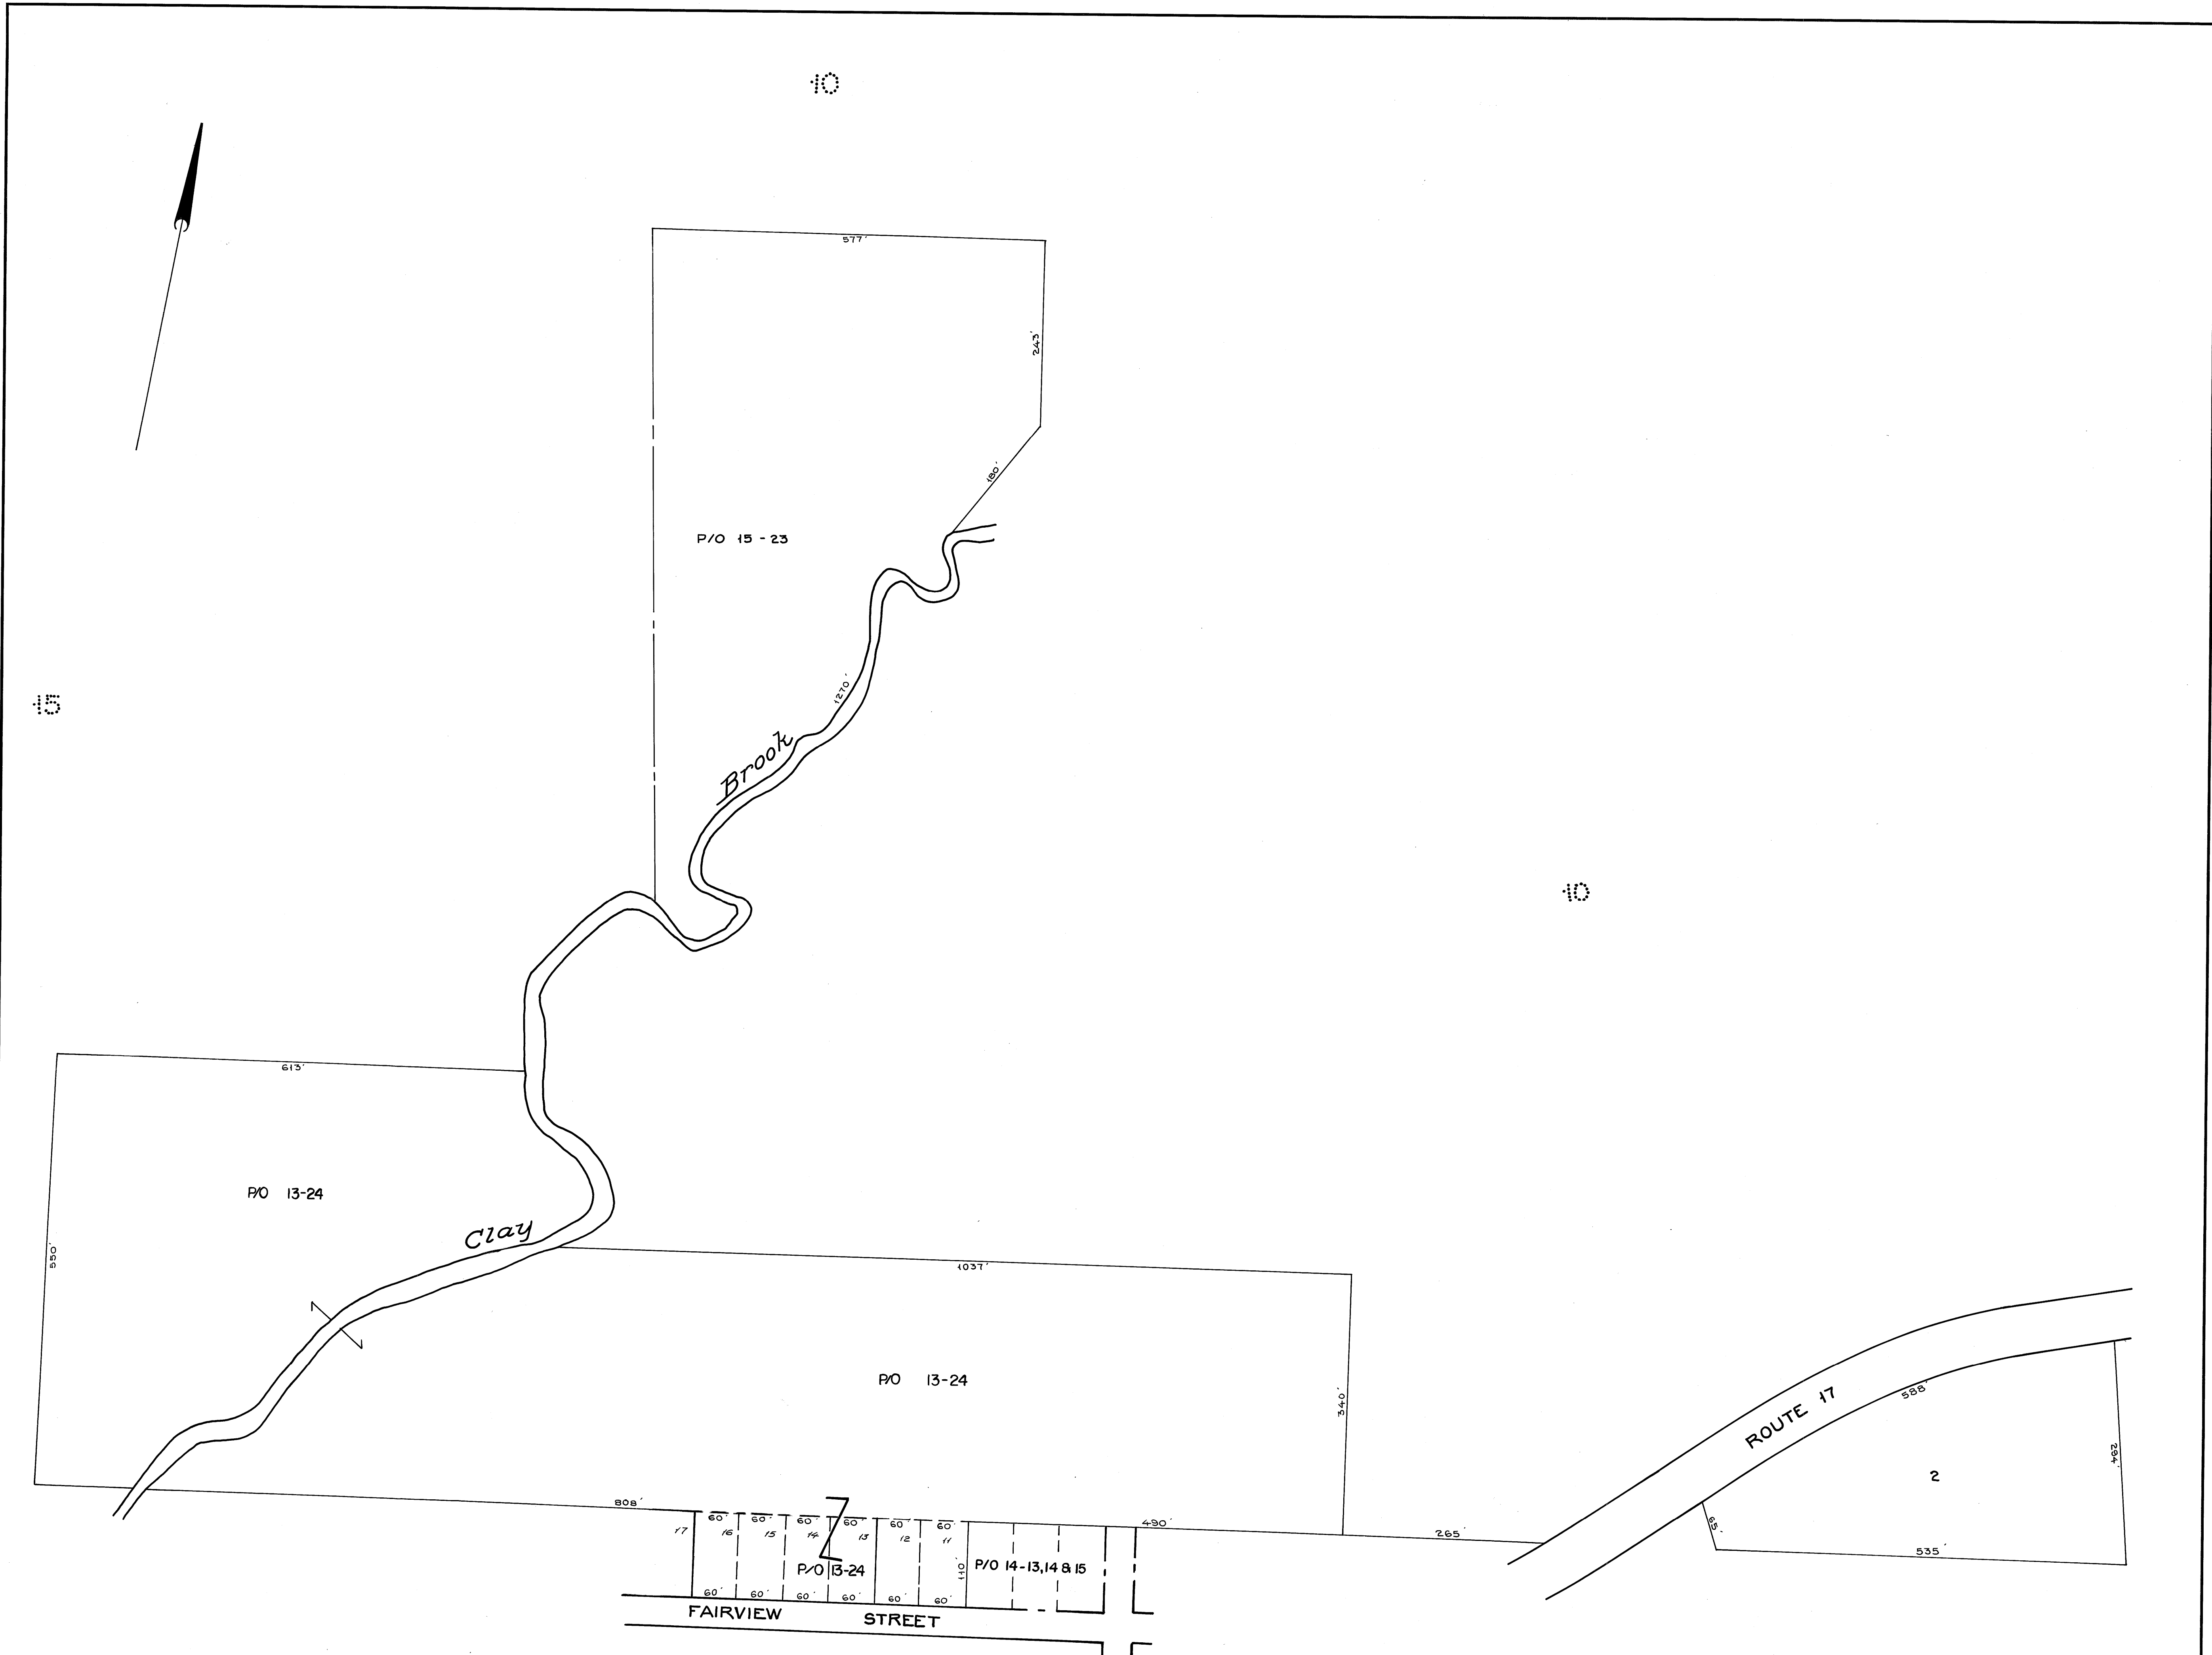 10
577'
243'
180'
P/O 15 - 23
1270'
15
Brook
10
613'
P/O 13-24
Clay
550'
1037'
P/O 13-24
340'
ROUTE 17
588'
294'
2
65'
535'
808'
490'
265'
60' 60' 60' 60' 60' 60'
17 16 15 14 13 12 11
110'
P/O 13-24
P/O 14-13,14 & 15
60' 60' 60' 60' 60' 60'
FAIRVIEW STREET